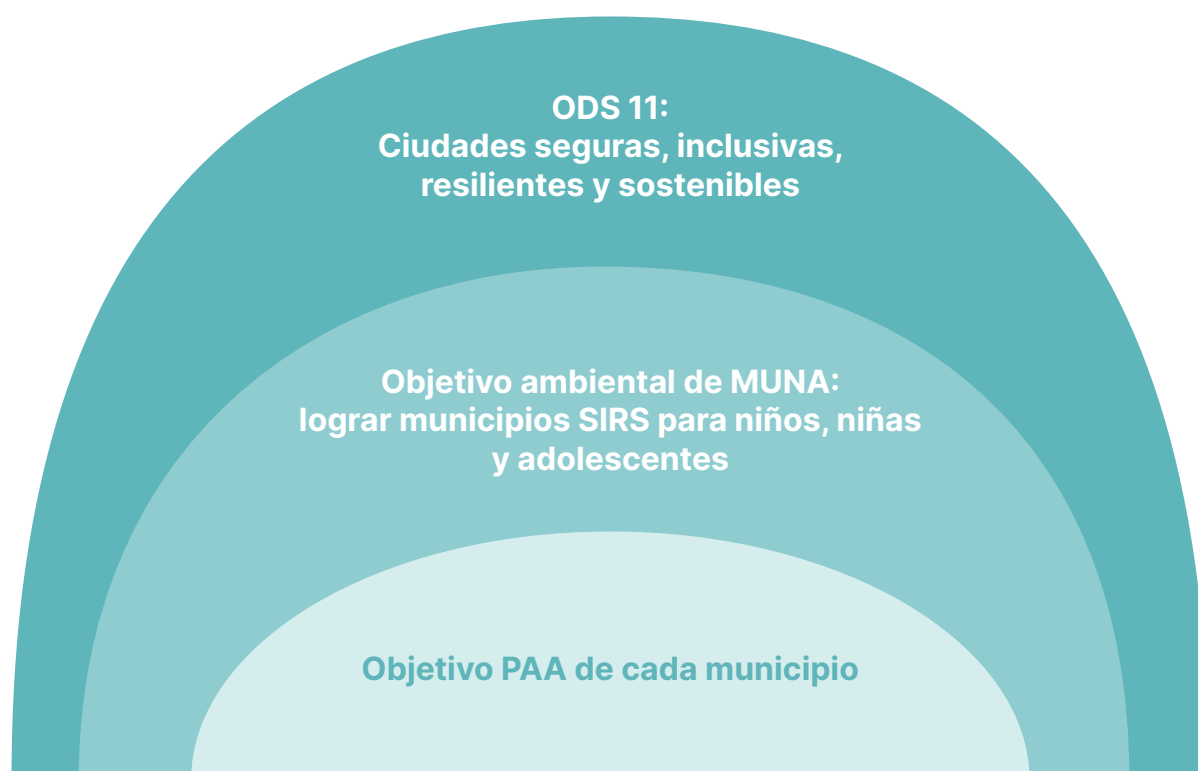 ODS 11:
Ciudades seguras, inclusivas,
resilientes y sostenibles
Objetivo ambiental de MUNA:
lograr municipios SIRS para niños, niñas
y adolescentes
Objetivo PAA de cada municipio